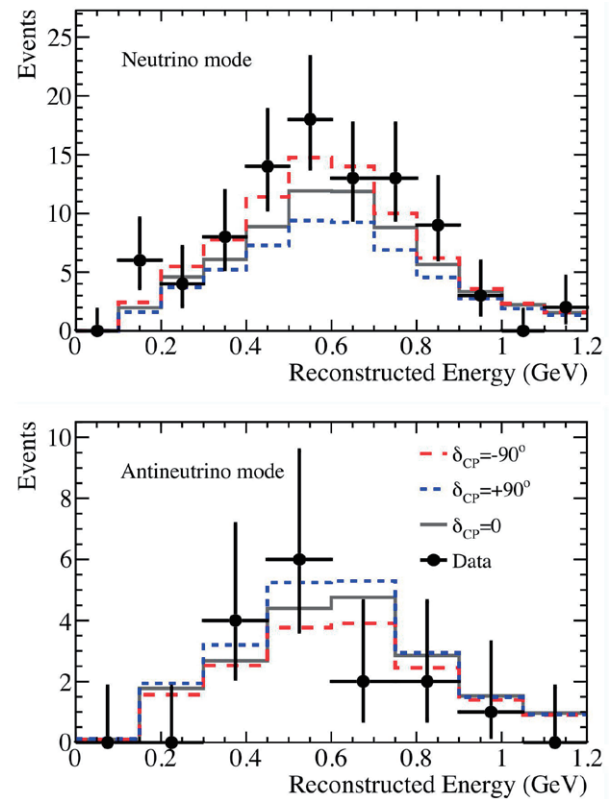 Events
25
20
15
10
5
0
Neutrino mode
0 0.2 0.4 0.6 0.8 1 1.2
Reconstructed Energy (GeV)
Events
10
8
6
4
2
0
Antineutrino mode
δCP=-90°
δCP=+90°
δCP=0
Data
0 0.2 0.4 0.6 0.8 1 1.2
Reconstructed Energy (GeV)